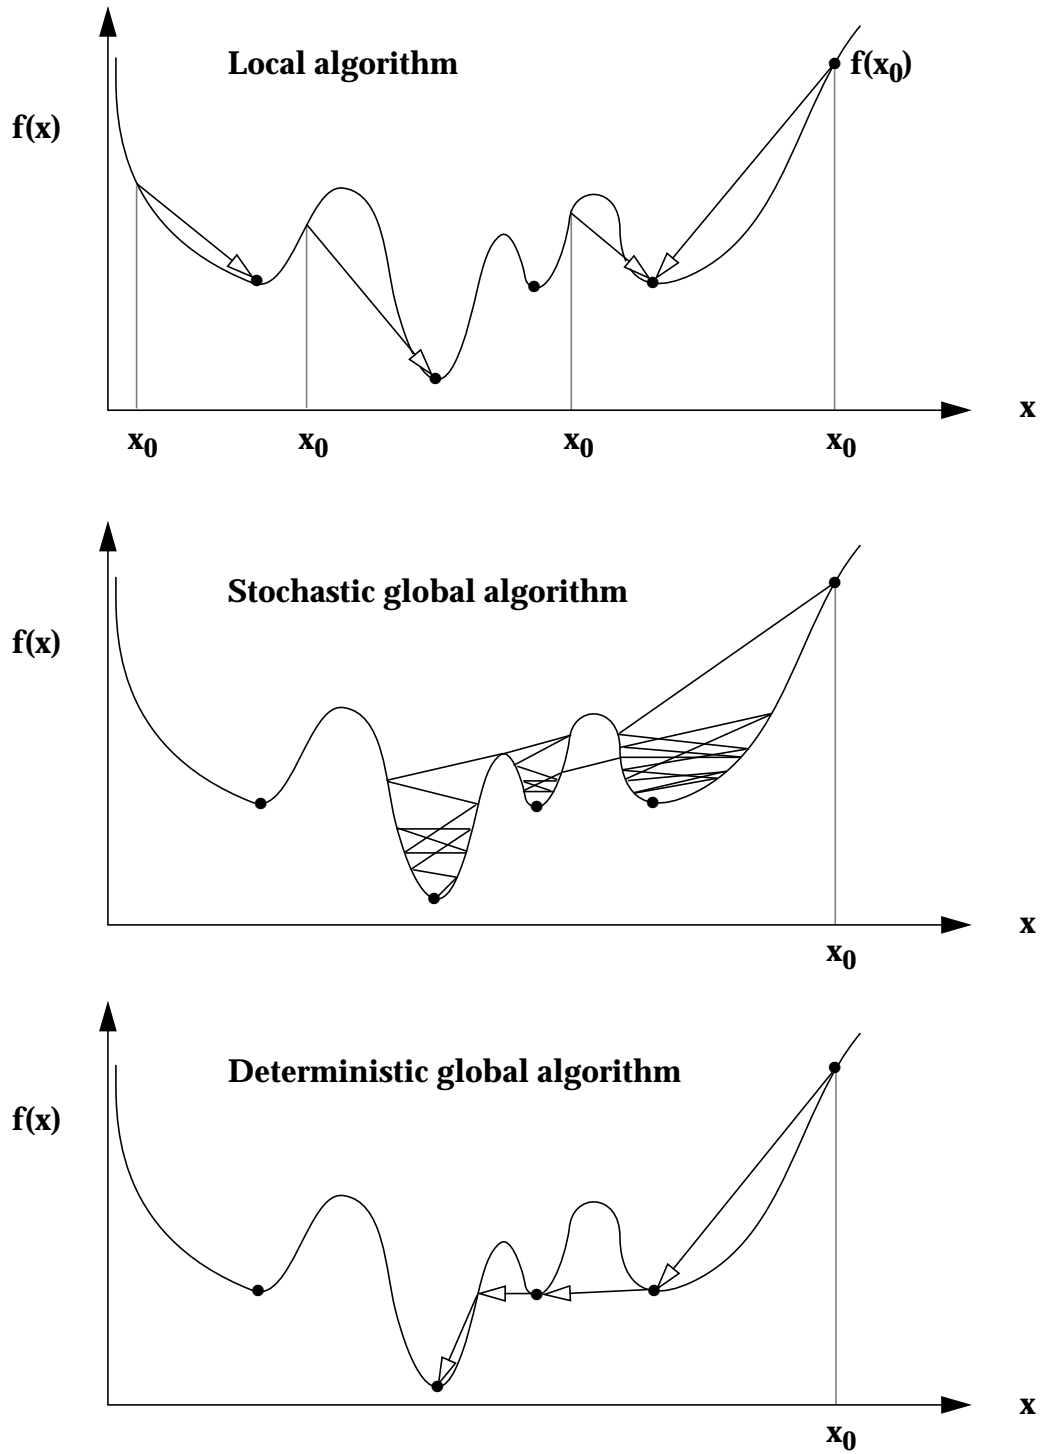 Local algorithm
f(x₀)
f(x)
x
x₀ x₀ x₀ x₀
Stochastic global algorithm
f(x)
x
x₀
Deterministic global algorithm
f(x)
x
x₀